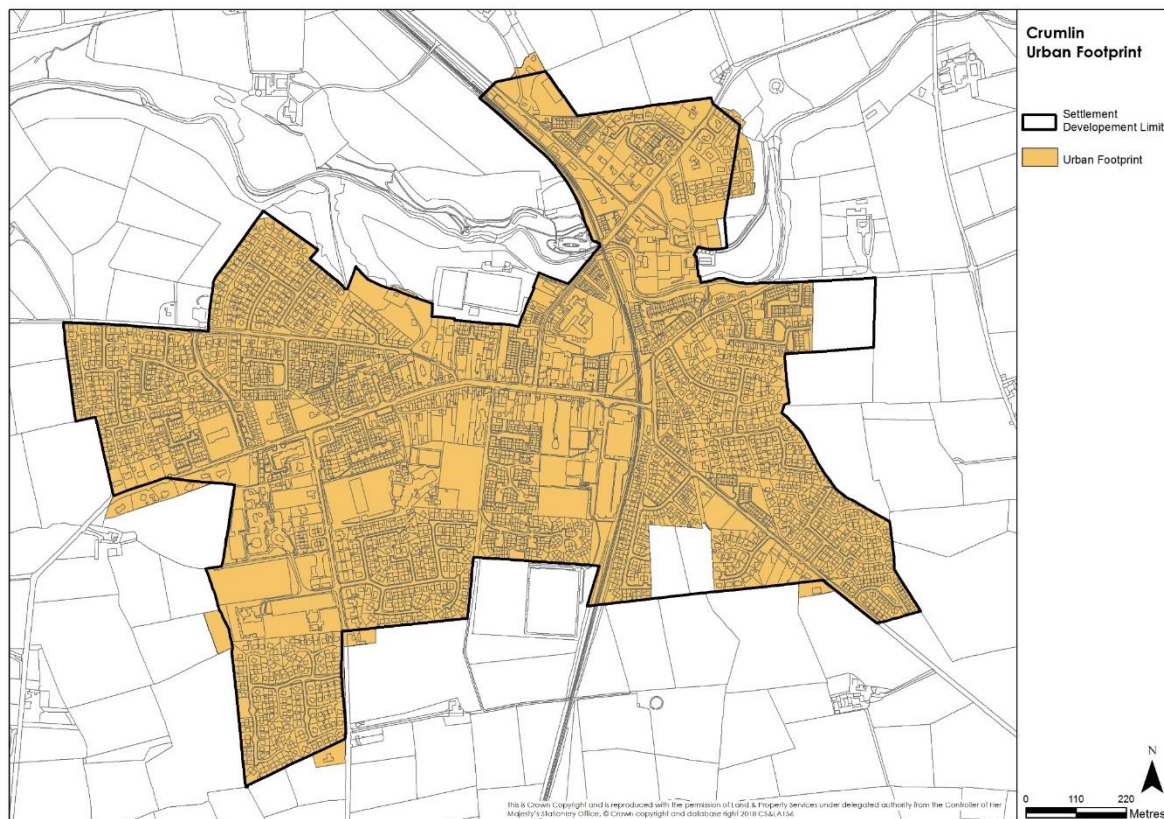 Crumlin
Urban Footprint
Settlement
Developement Limit
Urban Footprint
N
0 110 220
Metres
This is Crown Copyright and is reproduced with the permission of Land & Property Services under delegated authority from the Controller of Her
Majesty's Stationery Office, © Crown copyright and database right 2018 CS&LA156